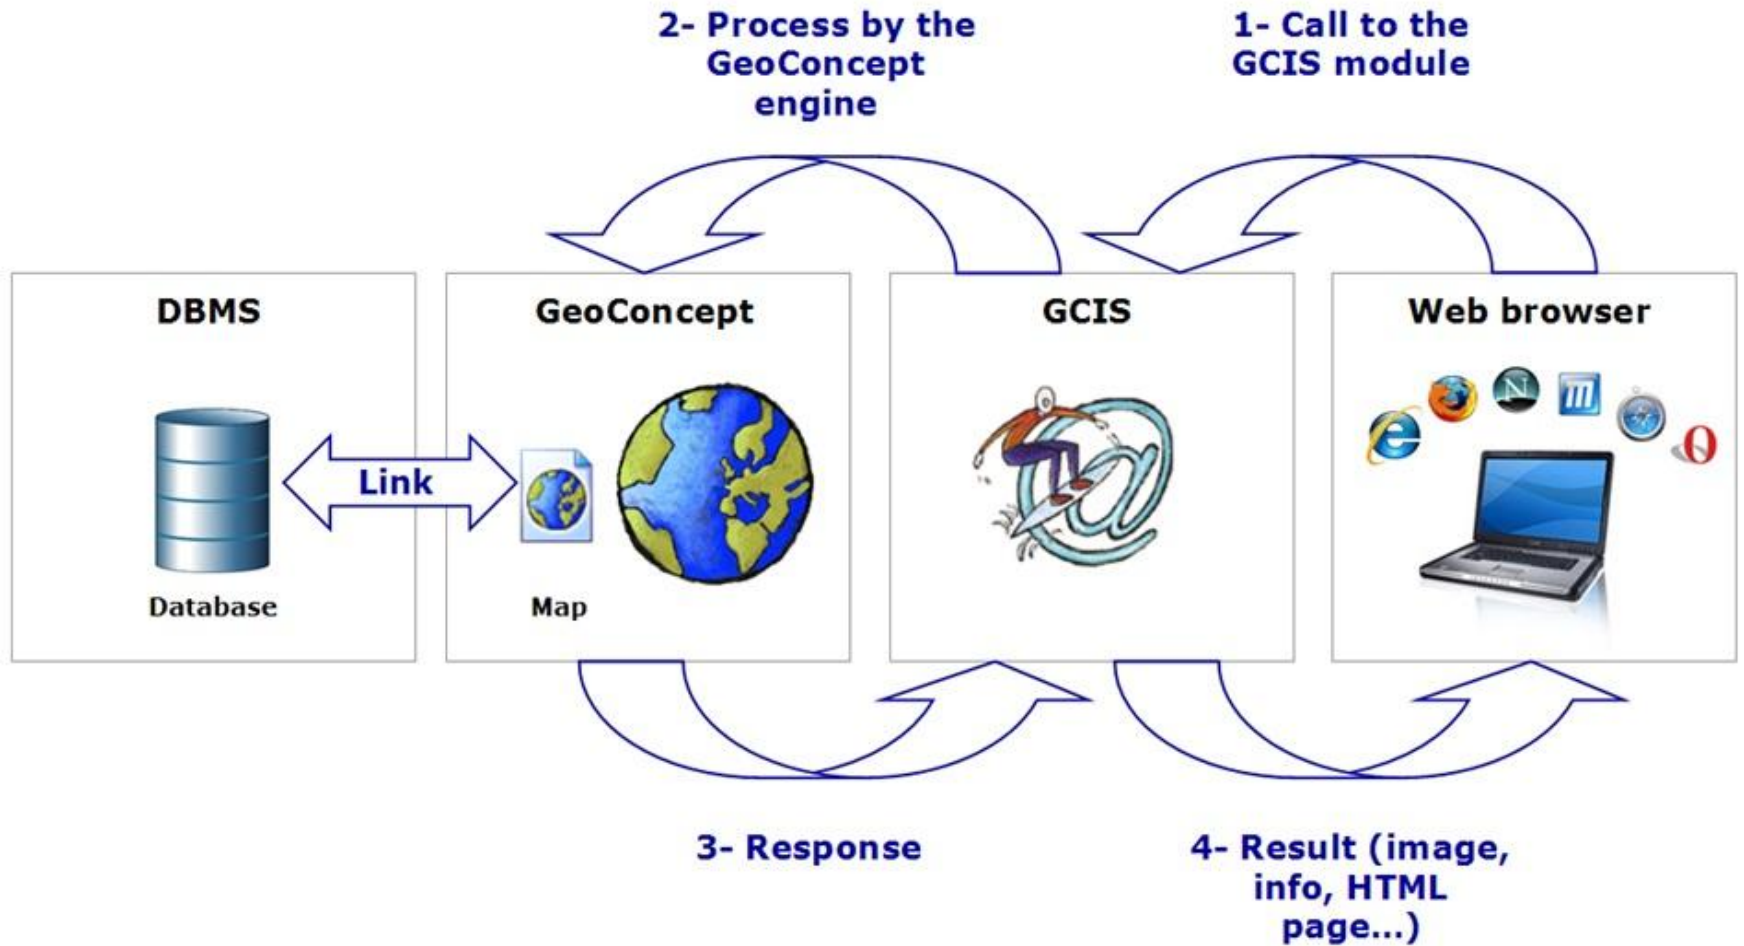 2- Process by the
GeoConcept
engine
1- Call to the
GCIS module
DBMS
GeoConcept
GCIS
Web browser
N
m
e
O
Link
@
Database
Map
3- Response
4- Result (image,
info, HTML
page...)